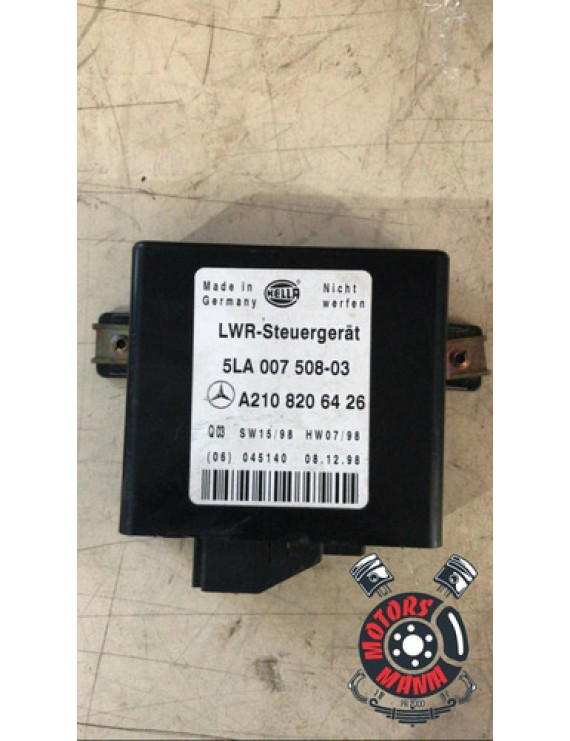 Made in Germany
HELLA
Nicht werfen
LWR-Steuergerät
5LA 007 508-03
A210 820 64 26
Q03 SW15/98 HW07/98
(06) 045140 08.12.98
MOTORS
MANIA